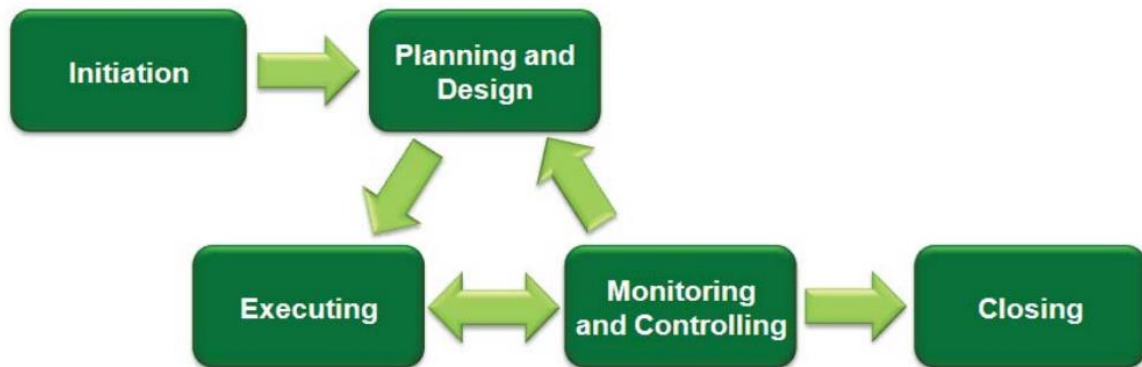 Initiation
Planning and
Design
Executing
Monitoring
and Controlling
Closing